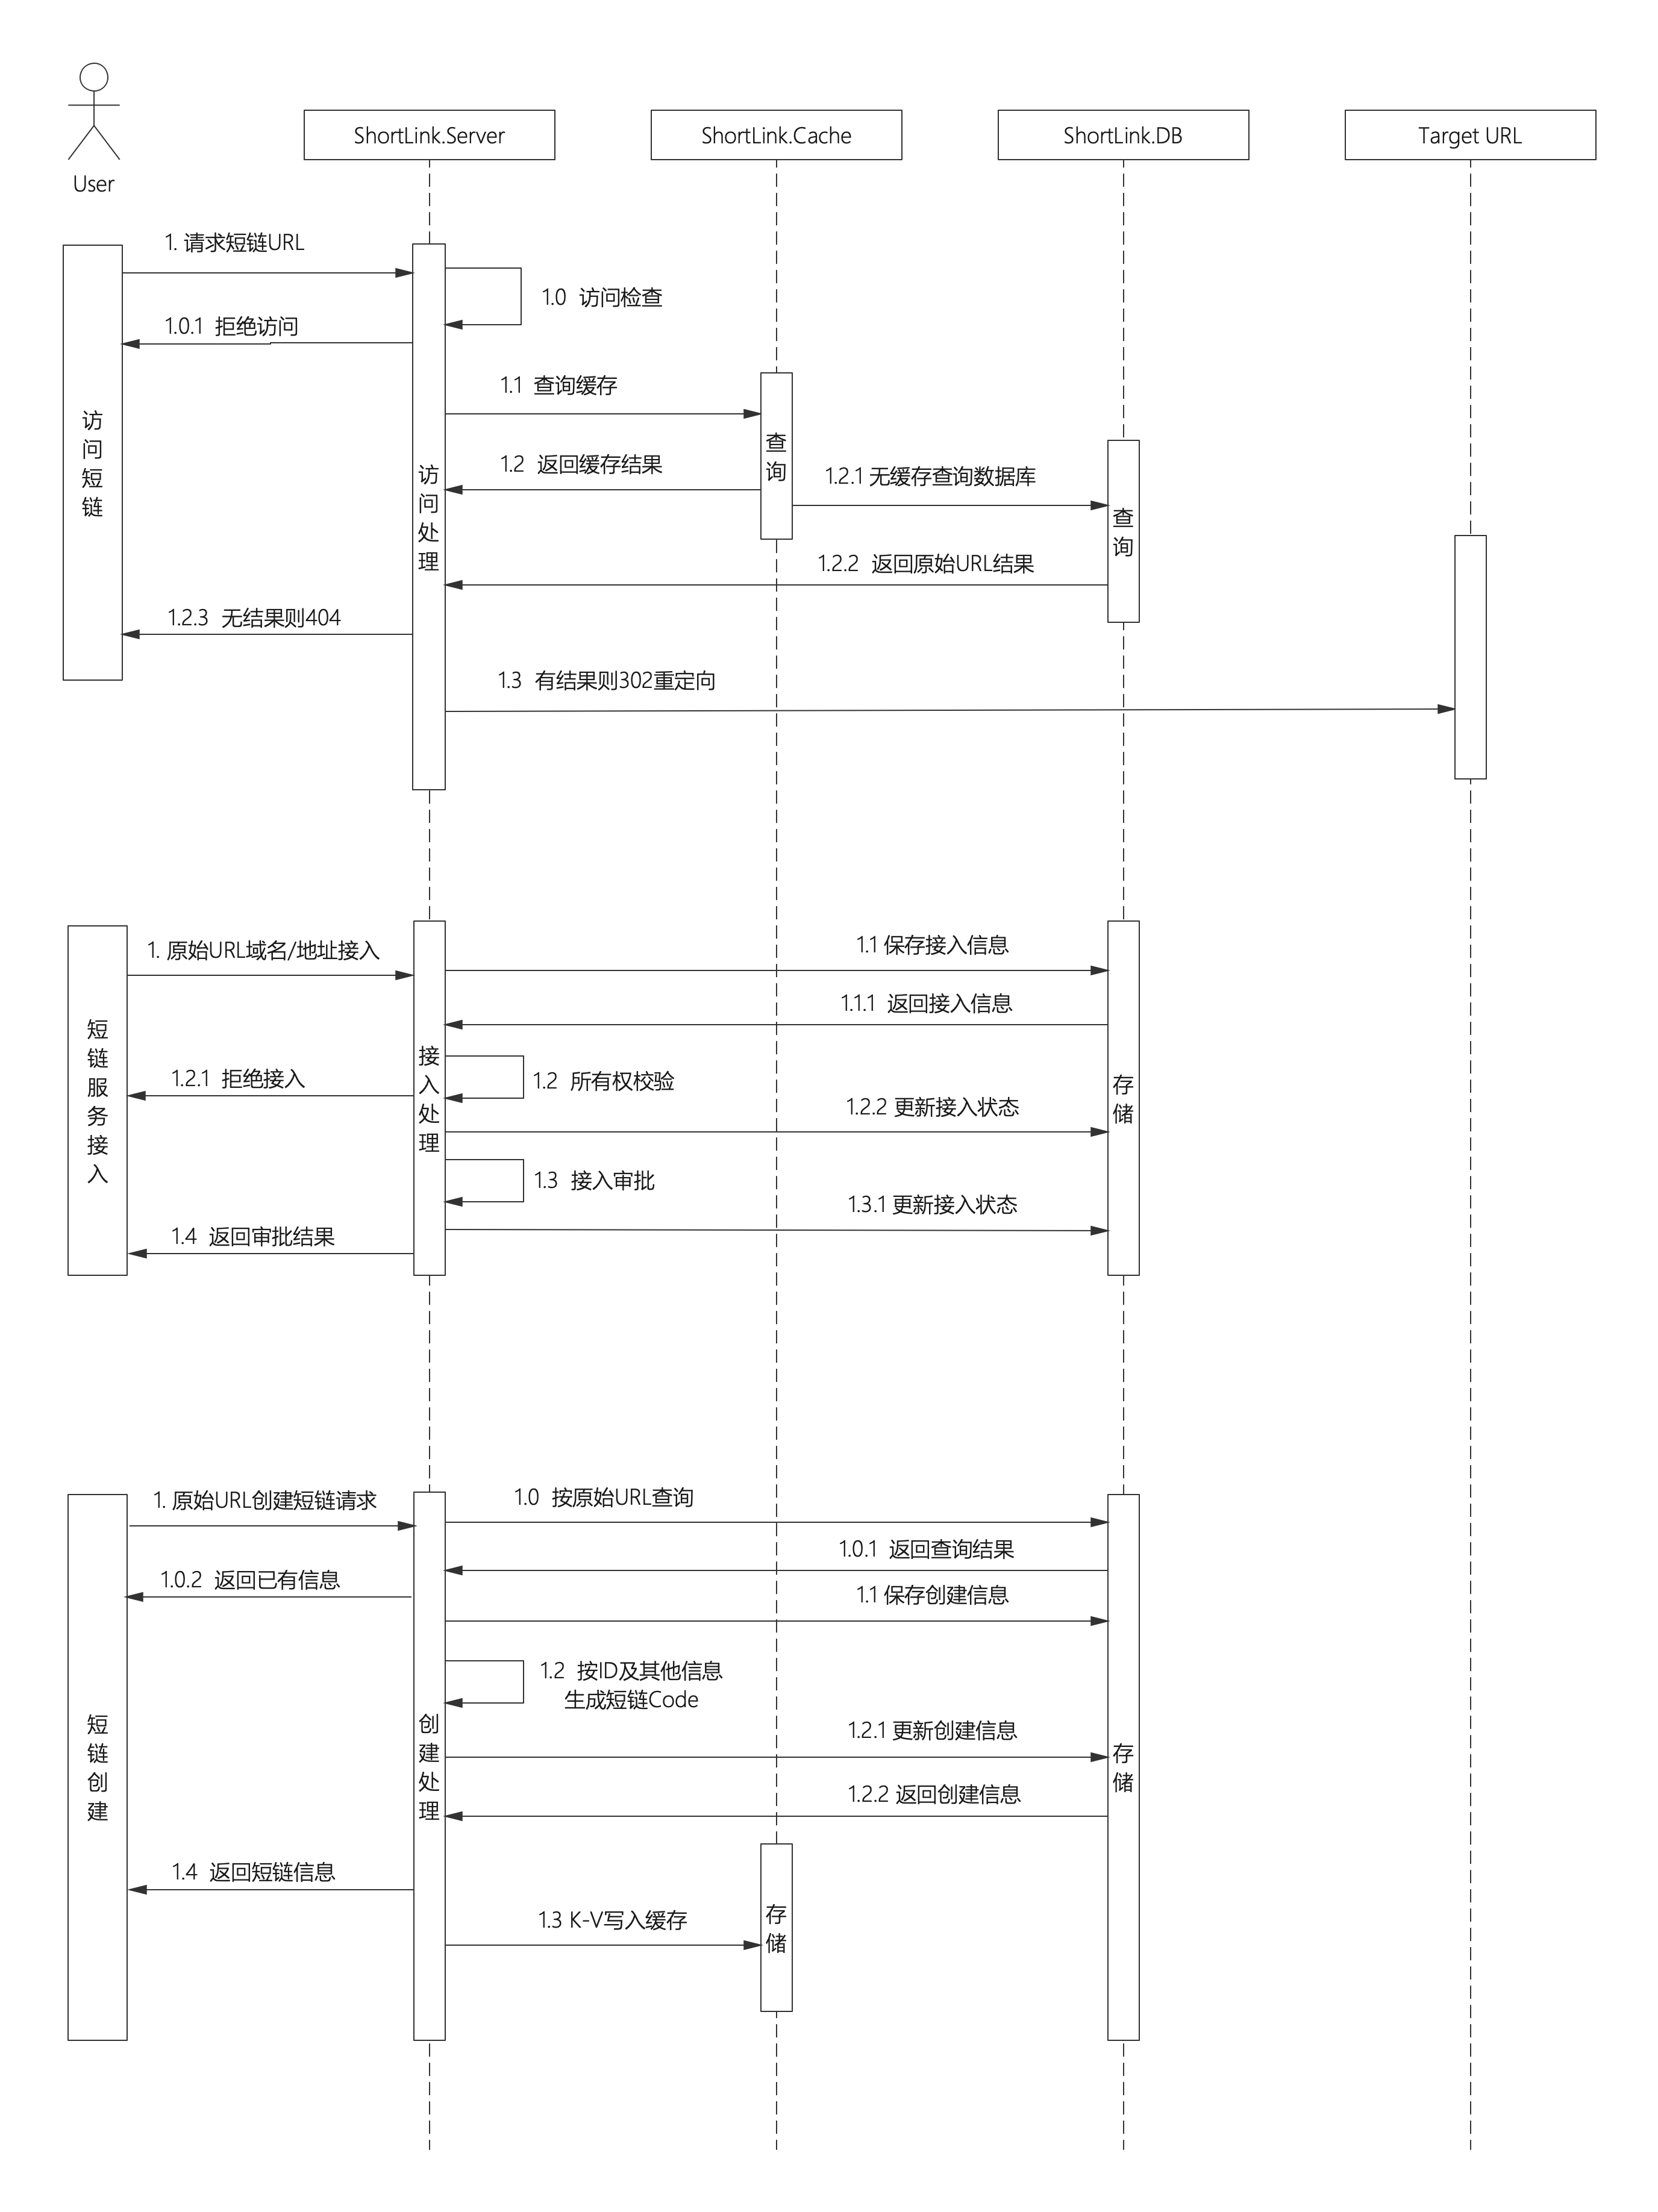 User
ShortLink.Server
ShortLink.Cache
ShortLink.DB
Target URL
访问短链
访问处理
查询
查询
1. 请求短链URL
1.0 访问检查
1.0.1 拒绝访问
1.1 查询缓存
1.2 返回缓存结果
1.2.1 无缓存查询数据库
1.2.2 返回原始URL结果
1.2.3 无结果则404
1.3 有结果则302重定向
短链服务接入
接入处理
存储
1. 原始URL域名/地址接入
1.1 保存接入信息
1.1.1 返回接入信息
1.2 所有权校验
1.2.1 拒绝接入
1.2.2 更新接入状态
1.3 接入审批
1.3.1 更新接入状态
1.4 返回审批结果
短链创建
创建处理
存储
存储
1. 原始URL创建短链请求
1.0 按原始URL查询
1.0.1 返回查询结果
1.0.2 返回已有信息
1.1 保存创建信息
1.2 按ID及其他信息
生成短链Code
1.2.1 更新创建信息
1.2.2 返回创建信息
1.4 返回短链信息
1.3 K-V写入缓存